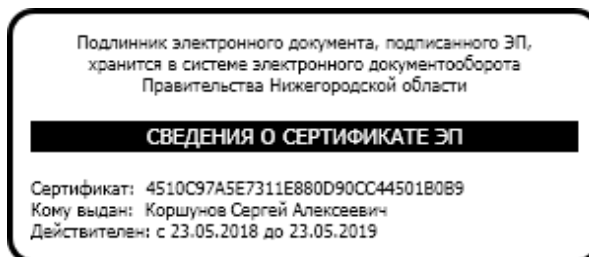 Подлинник электронного документа, подписанного ЭП,
хранится в системе электронного документооборота
Правительства Нижегородской области
СВЕДЕНИЯ О СЕРТИФИКАТЕ ЭП
Сертификат: 4510C97A5E7311E880D90CC44501B0B9
Кому выдан: Коршунов Сергей Алексеевич
Действителен: с 23.05.2018 до 23.05.2019